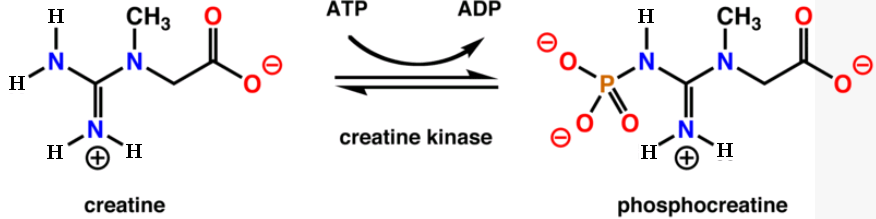 H CH3 O ATP ADP H CH3 O
H N N O ⊖ ⊖ O P N N O ⊖
N O O N
H ⊕ H creatine kinase ⊖ H ⊕ H
creatine phosphocreatine